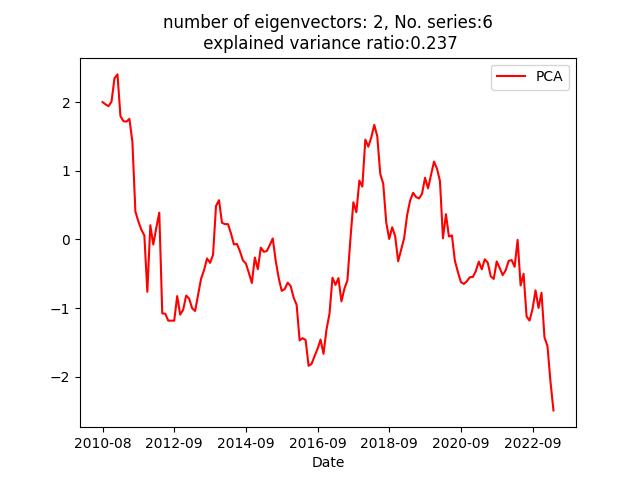 number of eigenvectors: 2, No. series:6
explained variance ratio:0.237
PCA
2
1
0
−1
−2
2010-08 2012-09 2014-09 2016-09 2018-09 2020-09 2022-09
Date